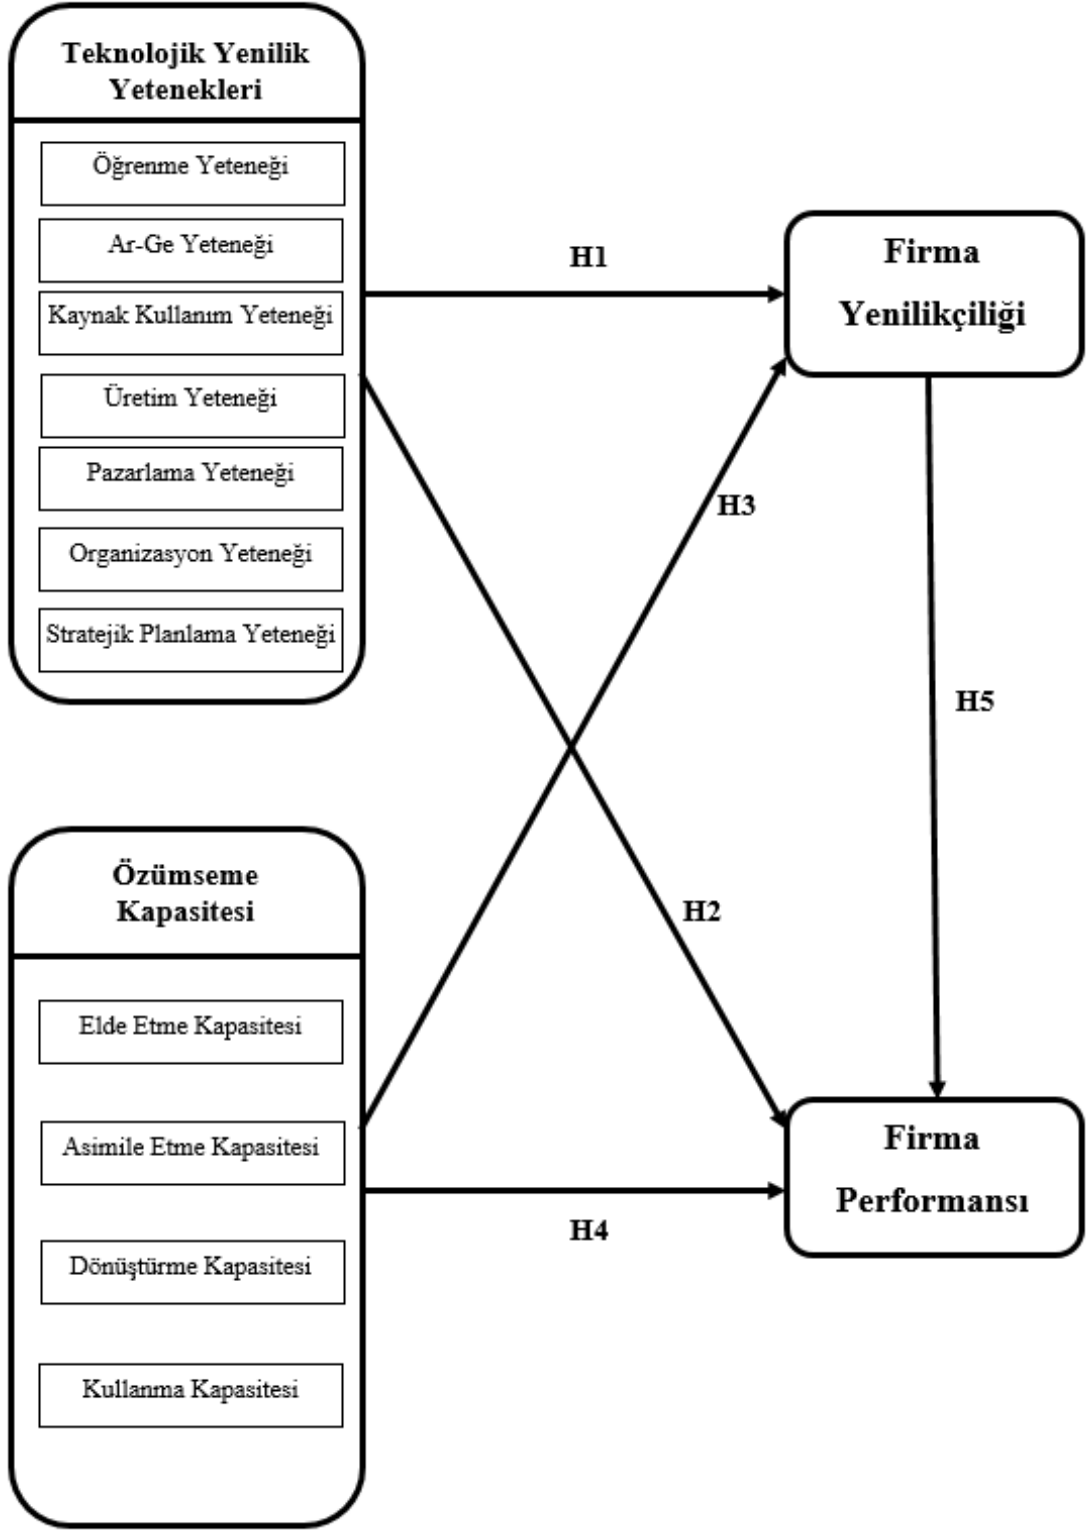 Teknolojik Yenilik
Yetenekleri
Öğrenme Yeteneği
Ar-Ge Yeteneği
Kaynak Kullanım Yeteneği
Üretim Yeteneği
Pazarlama Yeteneği
Organizasyon Yeteneği
Stratejik Planlama Yeteneği
H1
Firma
Yenilikçiliği
H3
H5
Özümseme
Kapasitesi
Elde Etme Kapasitesi
Asimile Etme Kapasitesi
Dönüştürme Kapasitesi
Kullanma Kapasitesi
H2
H4
Firma
Performansı